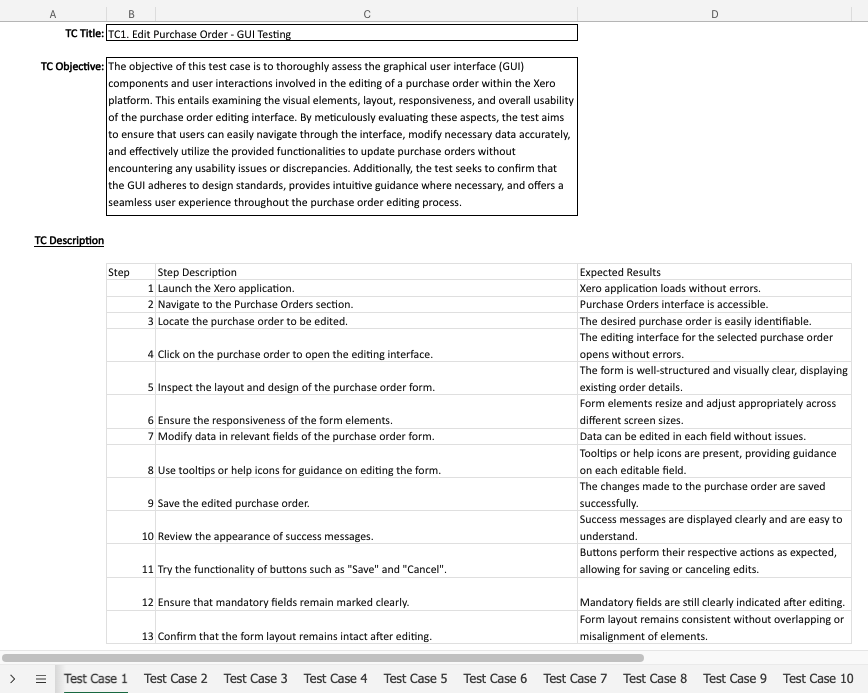 A B C D
TC Title: TC1. Edit Purchase Order - GUI Testing
TC Objective: The objective of this test case is to thoroughly assess the graphical user interface (GUI)
components and user interactions involved in the editing of a purchase order within the Xero
platform. This entails examining the visual elements, layout, responsiveness, and overall usability
of the purchase order editing interface. By meticulously evaluating these aspects, the test aims
to ensure that users can easily navigate through the interface, modify necessary data accurately,
and effectively utilize the provided functionalities to update purchase orders without
encountering any usability issues or discrepancies. Additionally, the test seeks to confirm that
the GUI adheres to design standards, provides intuitive guidance where necessary, and offers a
seamless user experience throughout the purchase order editing process.
TC Description
Step Step Description Expected Results
1 Launch the Xero application. Xero application loads without errors.
2 Navigate to the Purchase Orders section. Purchase Orders interface is accessible.
3 Locate the purchase order to be edited. The desired purchase order is easily identifiable.
The editing interface for the selected purchase order
4 Click on the purchase order to open the editing interface. opens without errors.
The form is well-structured and visually clear, displaying
5 Inspect the layout and design of the purchase order form. existing order details.
Form elements resize and adjust appropriately across
6 Ensure the responsiveness of the form elements. different screen sizes.
7 Modify data in relevant fields of the purchase order form. Data can be edited in each field without issues.
Tooltips or help icons are present, providing guidance
8 Use tooltips or help icons for guidance on editing the form. on each editable field.
The changes made to the purchase order are saved
9 Save the edited purchase order. successfully.
Success messages are displayed clearly and are easy to
10 Review the appearance of success messages. understand.
Buttons perform their respective actions as expected,
11 Try the functionality of buttons such as "Save" and "Cancel". allowing for saving or canceling edits.
12 Ensure that mandatory fields remain marked clearly. Mandatory fields are still clearly indicated after editing.
Form layout remains consistent without overlapping or
13 Confirm that the form layout remains intact after editing. misalignment of elements.
Test Case 1 Test Case 2 Test Case 3 Test Case 4 Test Case 5 Test Case 6 Test Case 7 Test Case 8 Test Case 9 Test Case 10